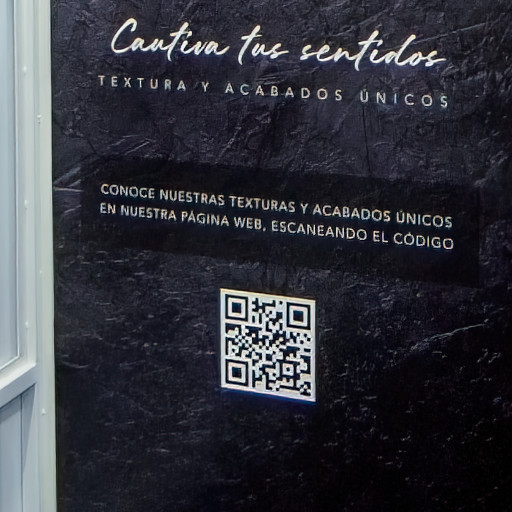 Cautiva tus sentidos
TEXTURA Y ACABADOS ÚNICOS
CONOCE NUESTRAS TEXTURAS Y ACABADOS ÚNICOS
EN NUESTRA PÁGINA WEB, ESCANEANDO EL CÓDIGO